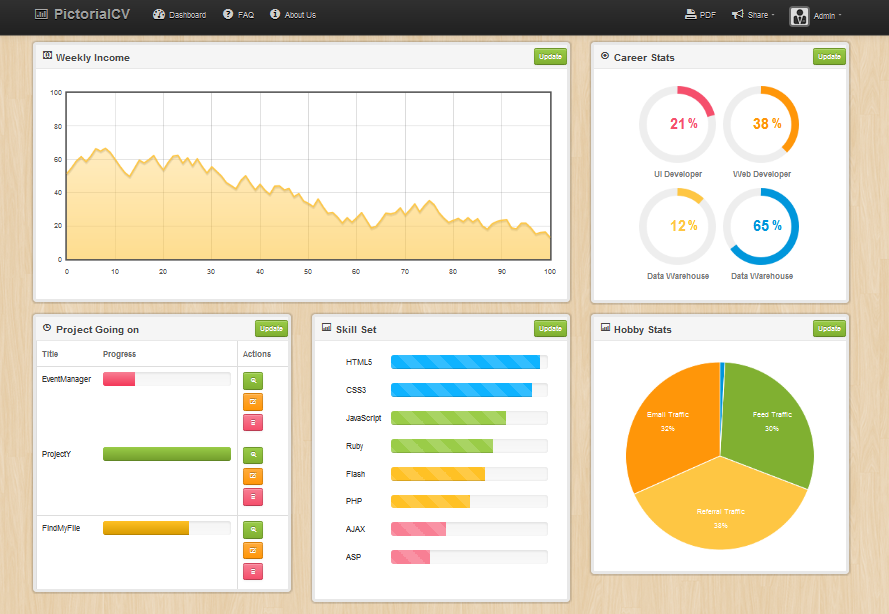 PictorialCV Dashboard FAQ About Us PDF Share Admin
Weekly Income Update
100
80
60
40
20
0
0 10 20 30 40 50 60 70 80 90 100
Career Stats Update
21% 38%
UI Developer Web Developer
12% 65%
Data Warehouse Data Warehouse
Project Going on Update
Title Progress Actions
EventManager
ProjectY
FindMyFile
Skill Set Update
HTML5
CSS3
JavaScript
Ruby
Flash
PHP
AJAX
ASP
Hobby Stats Update
Email Traffic
32%
Feed Traffic
30%
Referral Traffic
38%